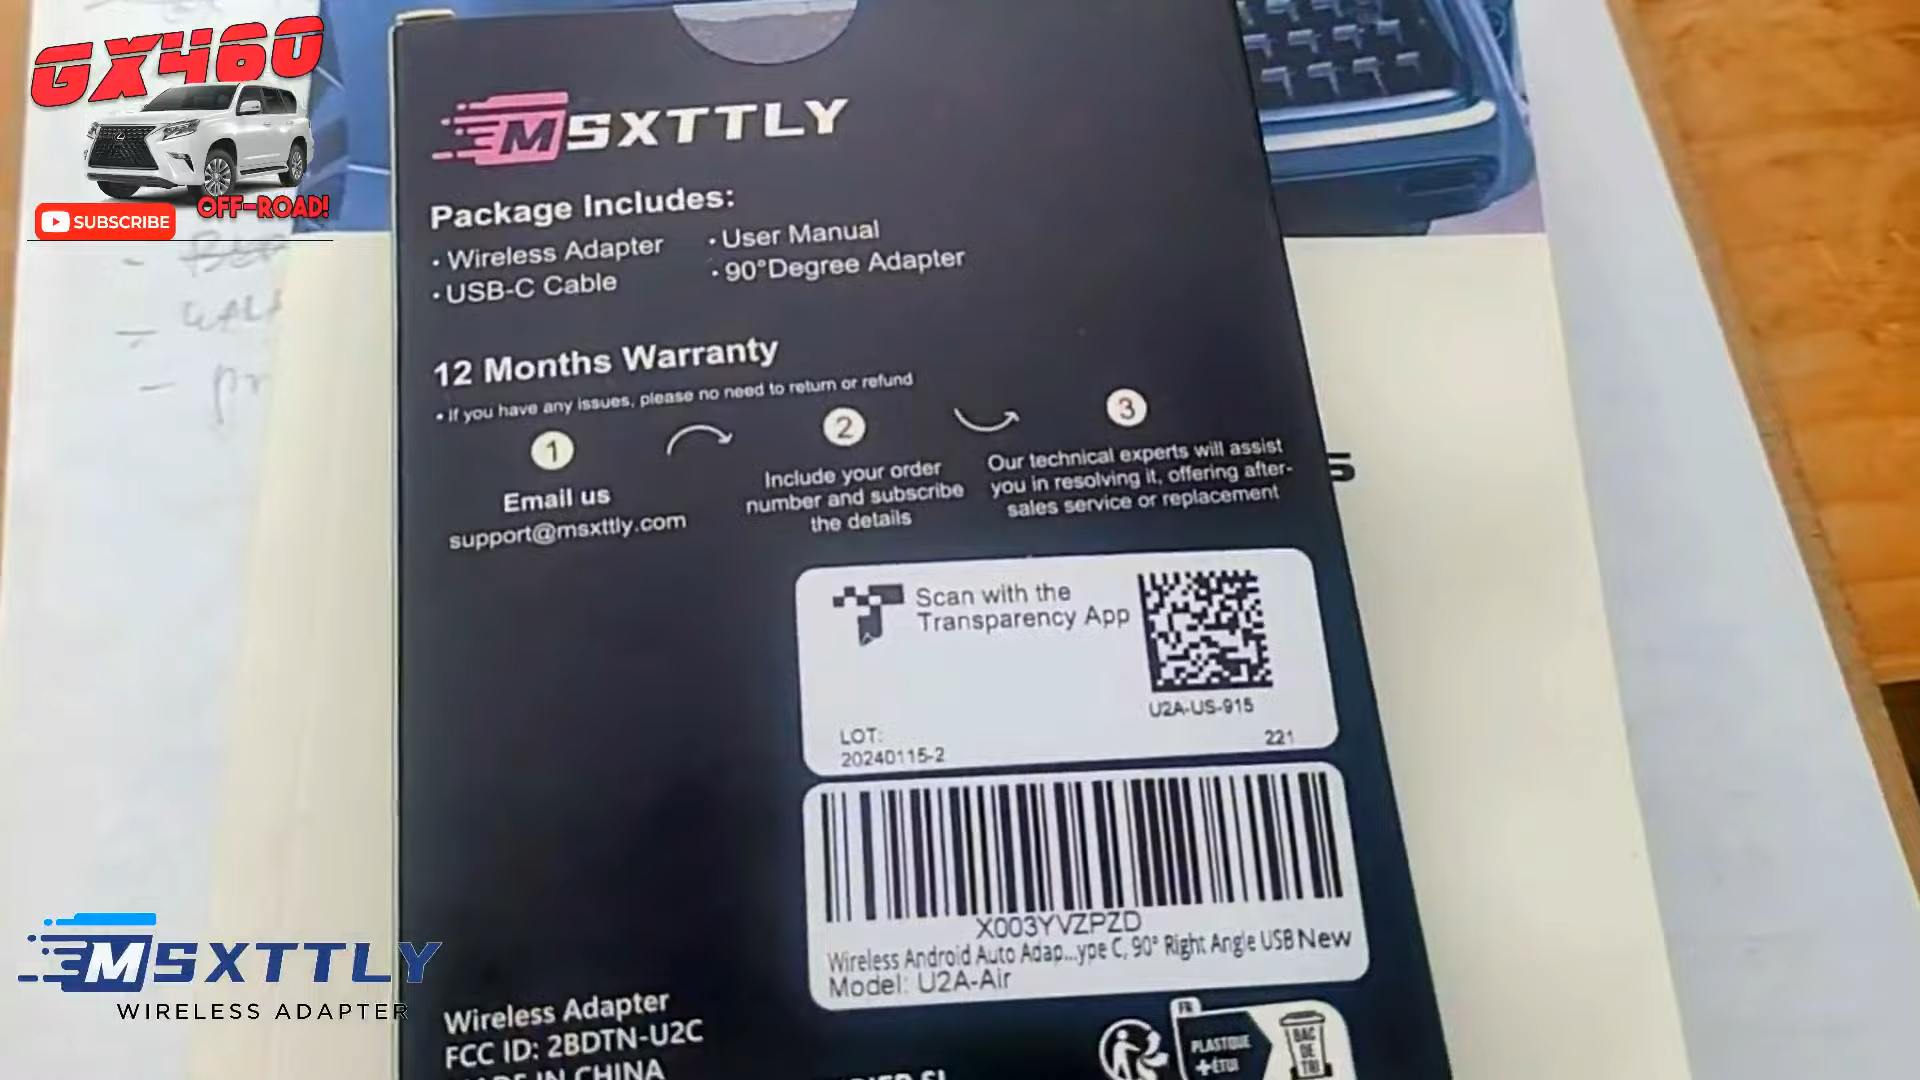 GX460
OFF-ROAD!
SUBSCRIBE
MSXTTLY
Package Includes:
• Wireless Adapter
• USB-C Cable
• User Manual
• 90°Degree Adapter
12 Months Warranty
• If you have any issues, please no need to return or refund
1
Email us
support@msxttly.com
2
Include your order
number and subscribe
the details
3
Our technical experts will assist
you in resolving it, offering after-
sales service or replacement
Scan with the
Transparency App
U2A-US-915
LOT:
20240115-2
221
X003YVZPZD
Wireless Android Auto Adap...ype C, 90° Right Angle USB New
Model: U2A-Air
Wireless Adapter
FCC ID: 2BDTN-U2C
IN CHINA
FR
PLASTIQUE
+ÉTUI
BAC
DE
TRI
MSXTTLY
WIRELESS ADAPTER